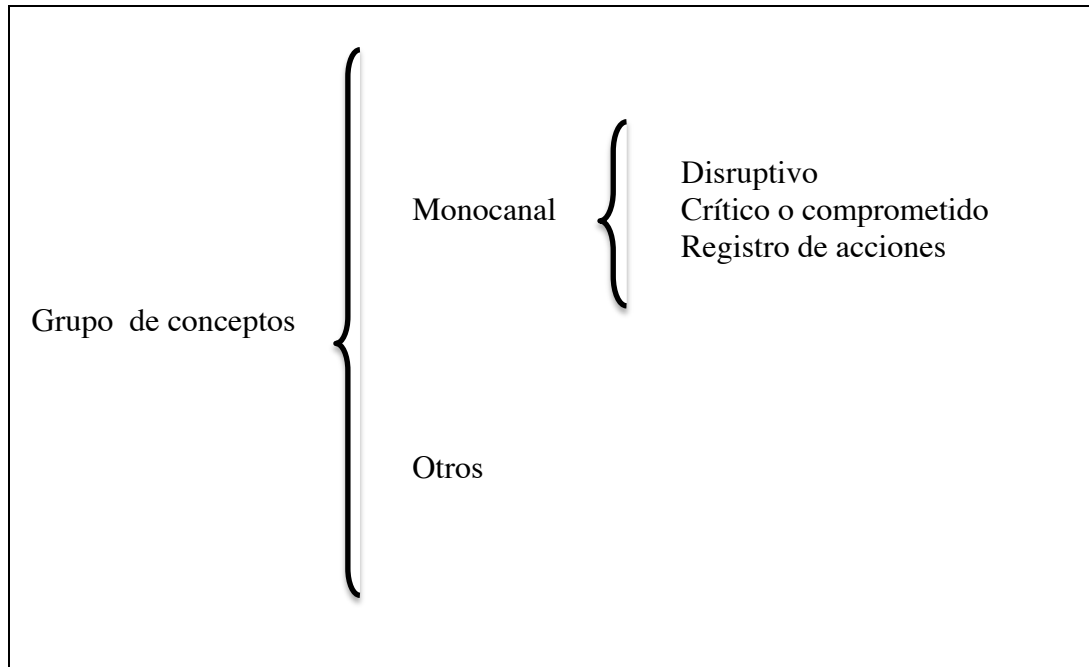 Grupo  de conceptos
Monocanal
Disruptivo
Crítico o comprometido
Registro de acciones
Otros